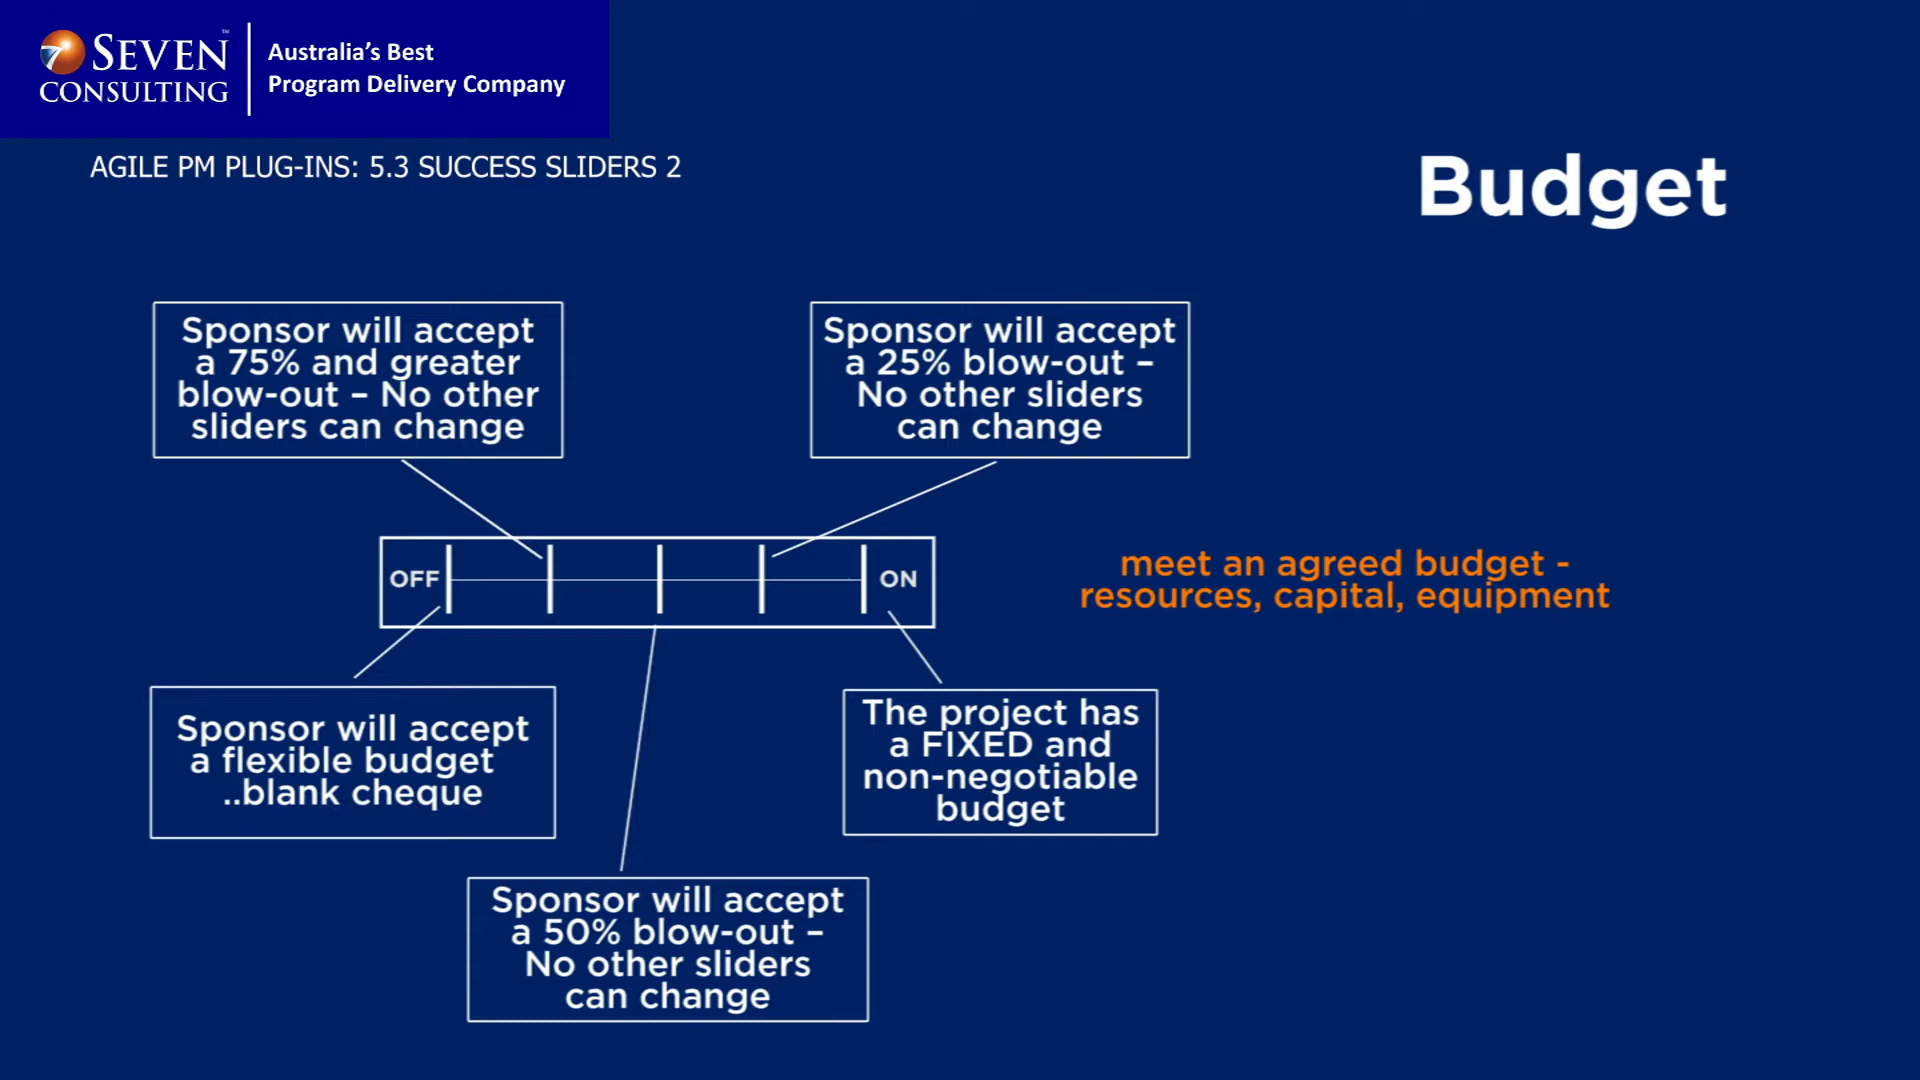 SEVEN™
CONSULTING
Australia's Best
Program Delivery Company
AGILE PM PLUG-INS: 5.3 SUCCESS SLIDERS 2
Budget
Sponsor will accept
a 75% and greater
blow-out – No other
sliders can change
Sponsor will accept
a 25% blow-out –
No other sliders
can change
OFF
ON
meet an agreed budget -
resources, capital, equipment
Sponsor will accept
a flexible budget
..blank cheque
The project has
a FIXED and
non-negotiable
budget
Sponsor will accept
a 50% blow-out –
No other sliders
can change